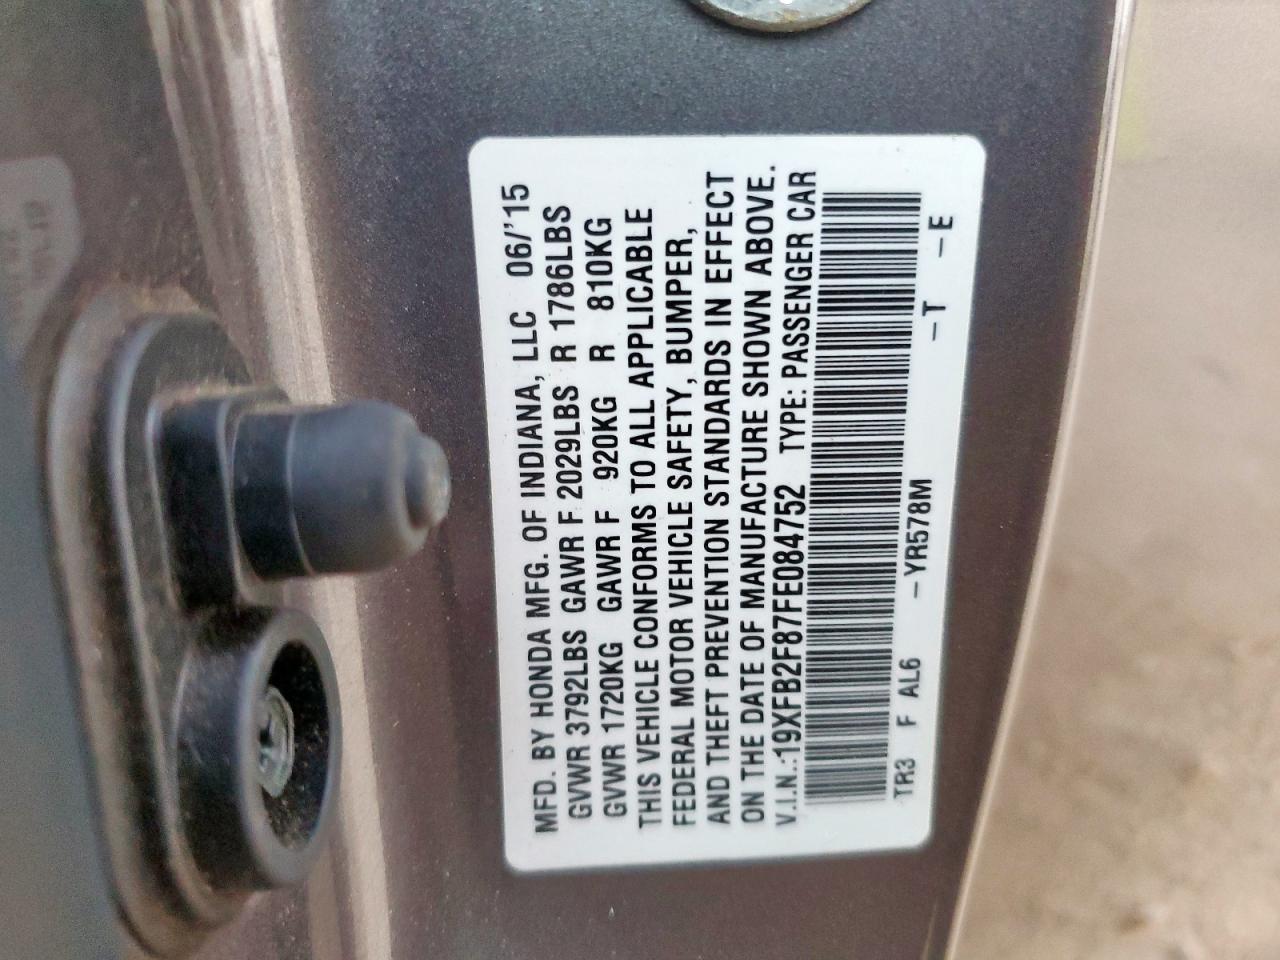 MFD. BY HONDA MFG. OF INDIANA, LLC 06/'15
GVWR 3792LBS GAWR F 2029LBS R 1786LBS
GVWR 1720KG GAWR F 920KG R 810KG
THIS VEHICLE CONFORMS TO ALL APPLICABLE
FEDERAL MOTOR VEHICLE SAFETY, BUMPER,
AND THEFT PREVENTION STANDARDS IN EFFECT
ON THE DATE OF MANUFACTURE SHOWN ABOVE.
V.I.N.:19XFB2F87FE084752 TYPE: PASSENGER CAR
TR3 F AL6 –YR578M –T –E